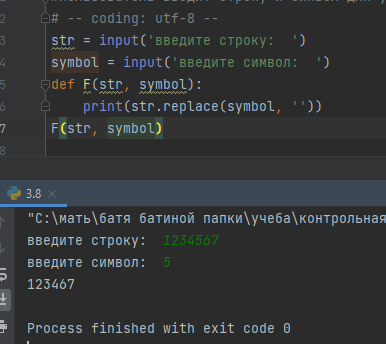 2 # -- coding: utf-8 --
3 str = input('введите строку:  ')
4 symbol = input('введите символ:  ')
5 def F(str, symbol):
6 print(str.replace(symbol, ''))
7 F(str, symbol)
8
3.8 ×
"C:\мать\батя батиной папки\учеба\контрольная
введите строку:  1234567
введите символ:  5
123467
Process finished with exit code 0